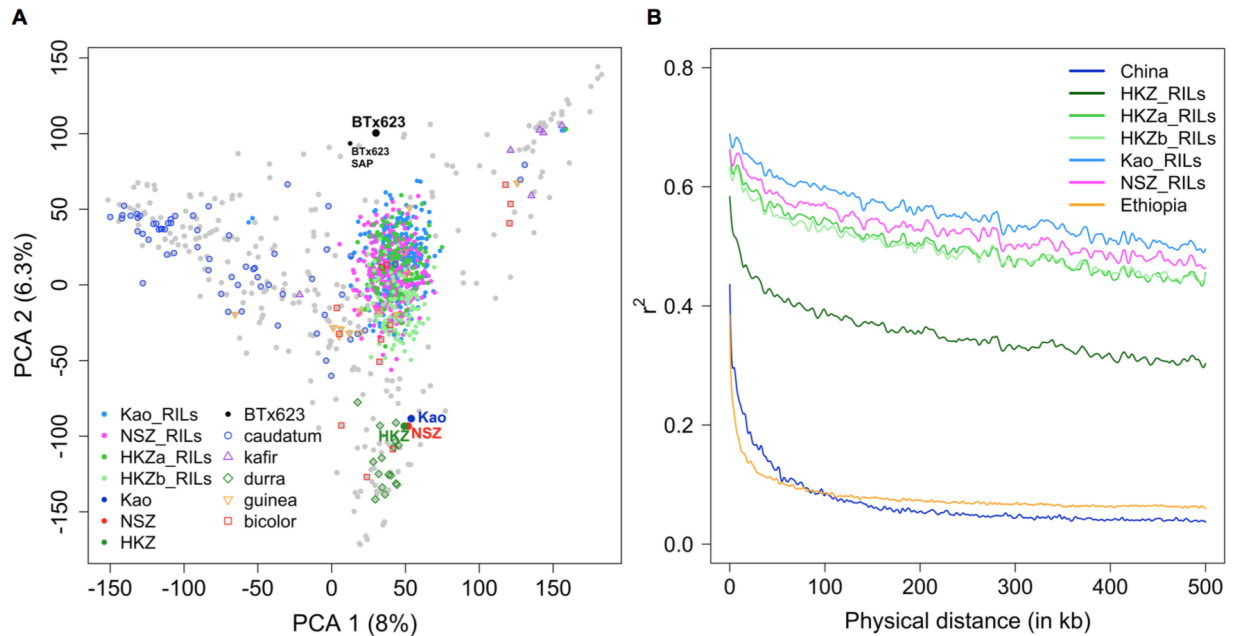 A
150
100
50
0
-50
-100
-150
PCA 2 (6.3%)
BTx623
BTx623
SAP
Kao
HKZ
NSZ
Kao_RILs
NSZ_RILs
HKZa_RILs
HKZb_RILs
Kao
NSZ
HKZ
BTx623
caudatum
kafir
durra
guinea
bicolor
-150 -100 -50 0 50 100 150
PCA 1 (8%)
B
0.8
0.6
0.4
0.2
0.0
r²
China
HKZ_RILs
HKZa_RILs
HKZb_RILs
Kao_RILs
NSZ_RILs
Ethiopia
0 100 200 300 400 500
Physical distance (in kb)